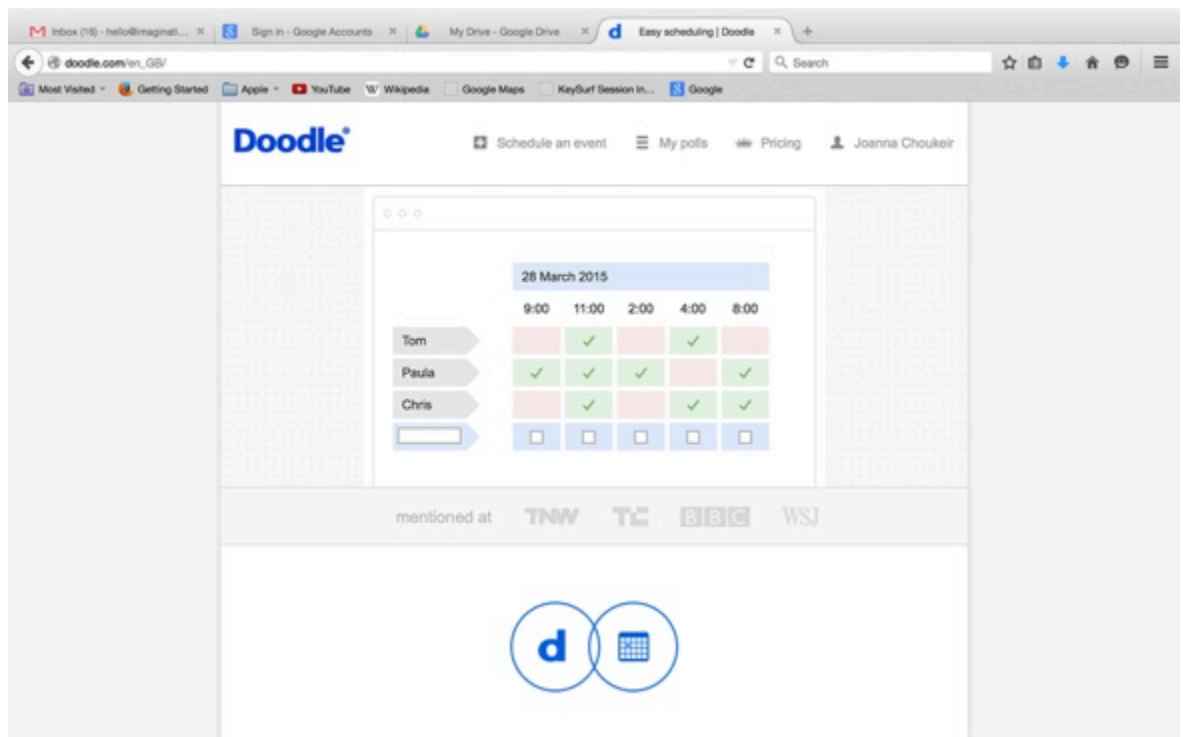 Inbox (16) - hello@imaginati... Sign in - Google Accounts My Drive - Google Drive Easy scheduling | Doodle
doodle.com/en_GB/ Search
Most Visited Getting Started Apple YouTube W Wikipedia Google Maps KeySurf Session In... Google
Doodle® Schedule an event My polls Pricing Joanna Choukeir
28 March 2015
9:00 11:00 2:00 4:00 8:00
Tom
Paula
Chris
mentioned at TNW TC BBC WSJ
d